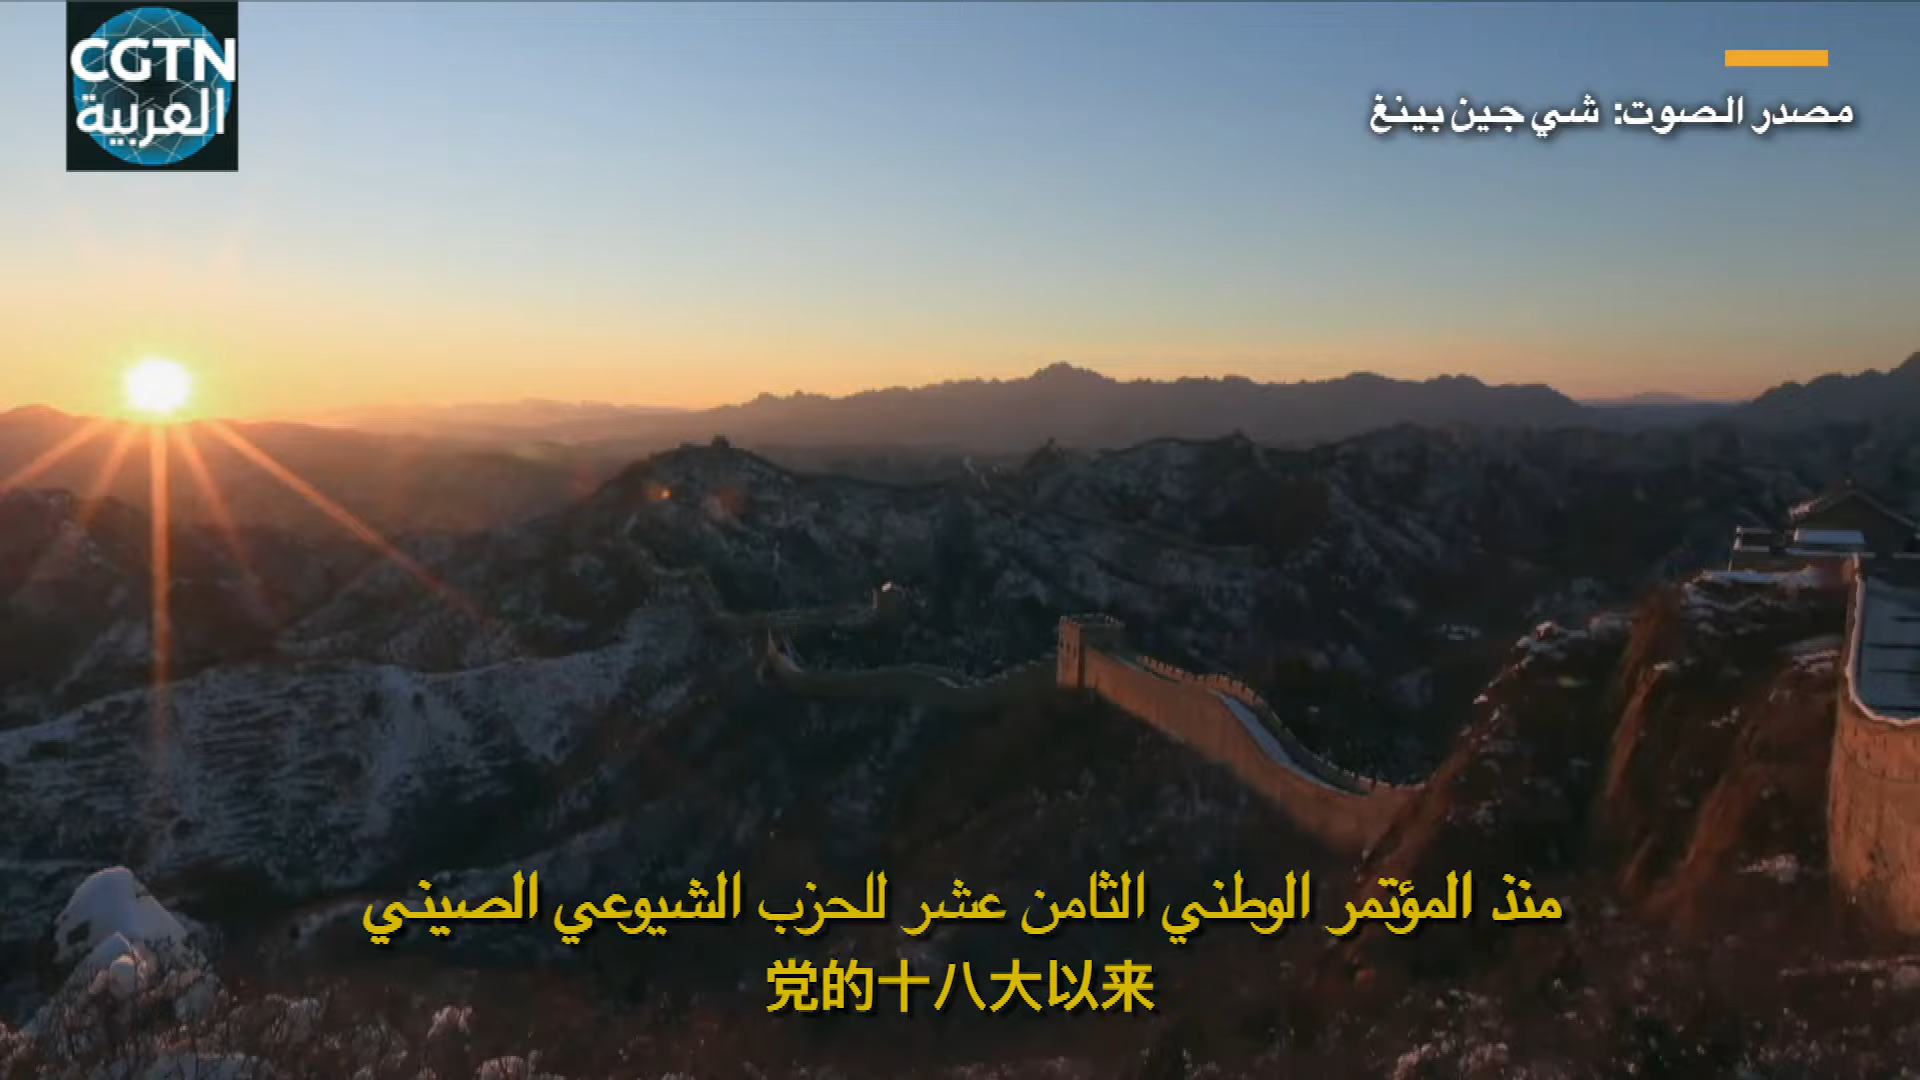 CGTN
العربية
مصدر الصوت: شي جين بينغ
منذ المؤتمر الوطني الثامن عشر للحزب الشيوعي الصيني
党的十八大以来